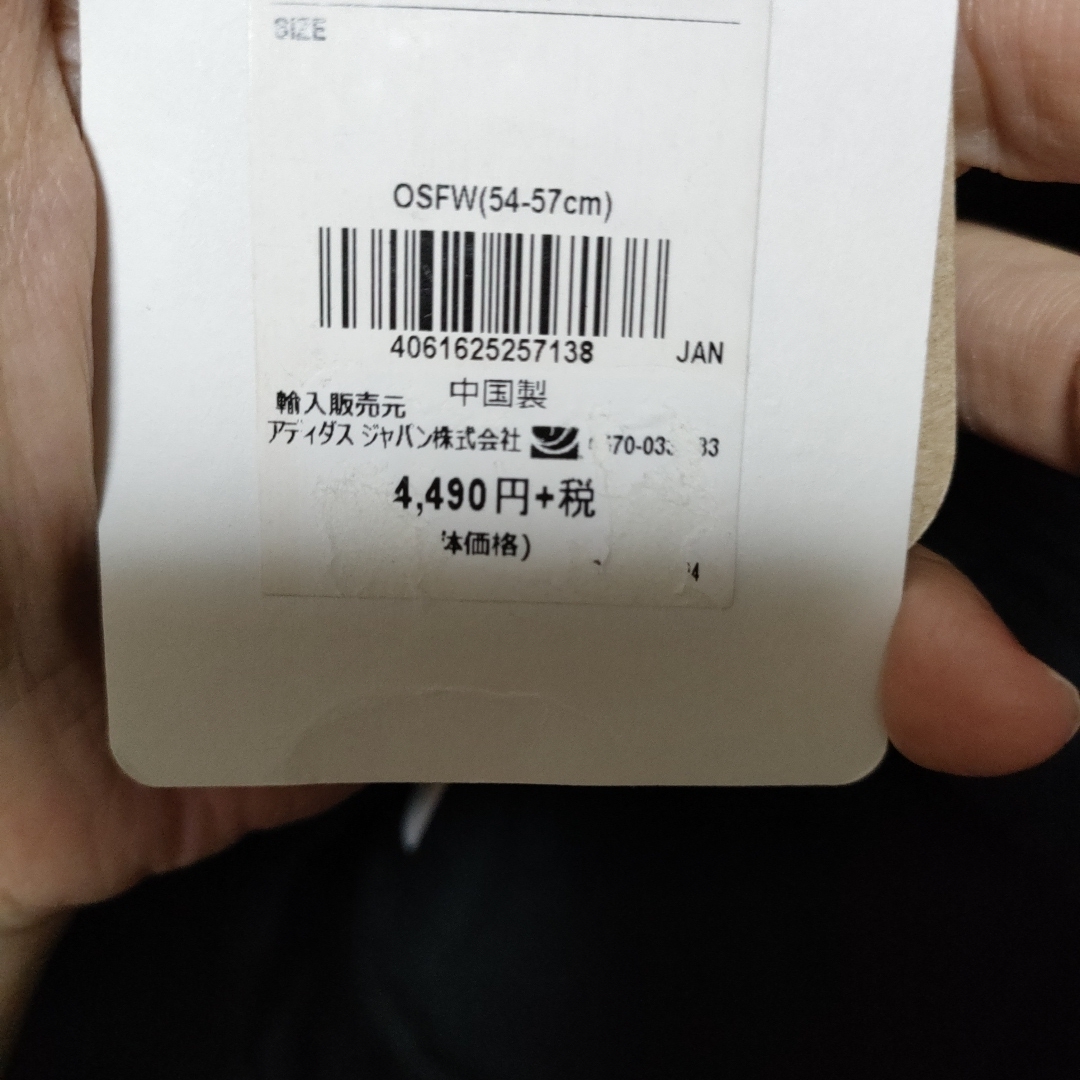 SIZE
OSFW(54-57cm)
4061625257138 JAN
中国製
輸入販売元
アディダス ジャパン株式会社
4,490円+税
体価格)